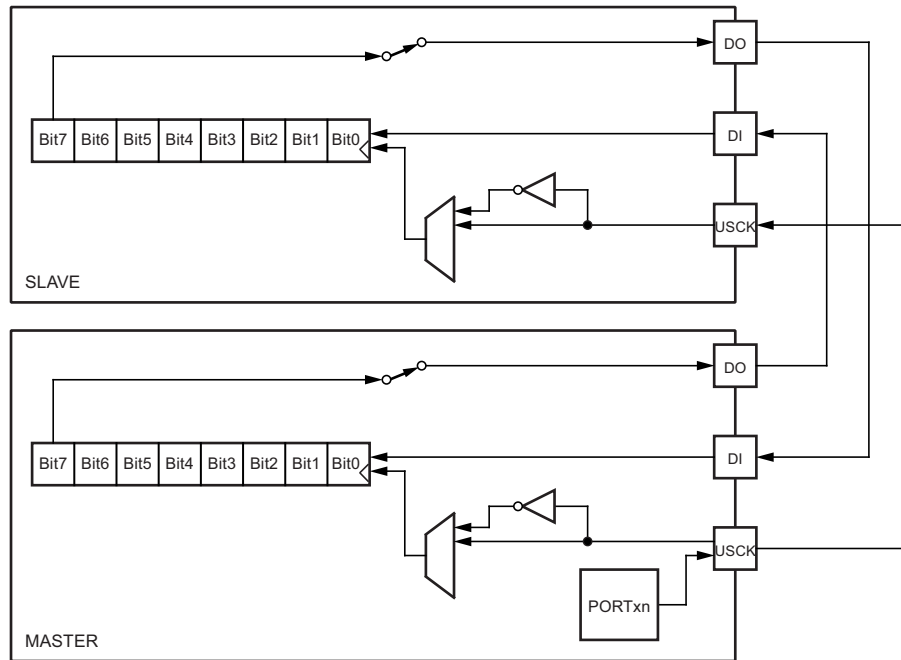 DO
Bit7 Bit6 Bit5 Bit4 Bit3 Bit2 Bit1 Bit0
DI
USCK
SLAVE
DO
Bit7 Bit6 Bit5 Bit4 Bit3 Bit2 Bit1 Bit0
DI
USCK
PORTxn
MASTER